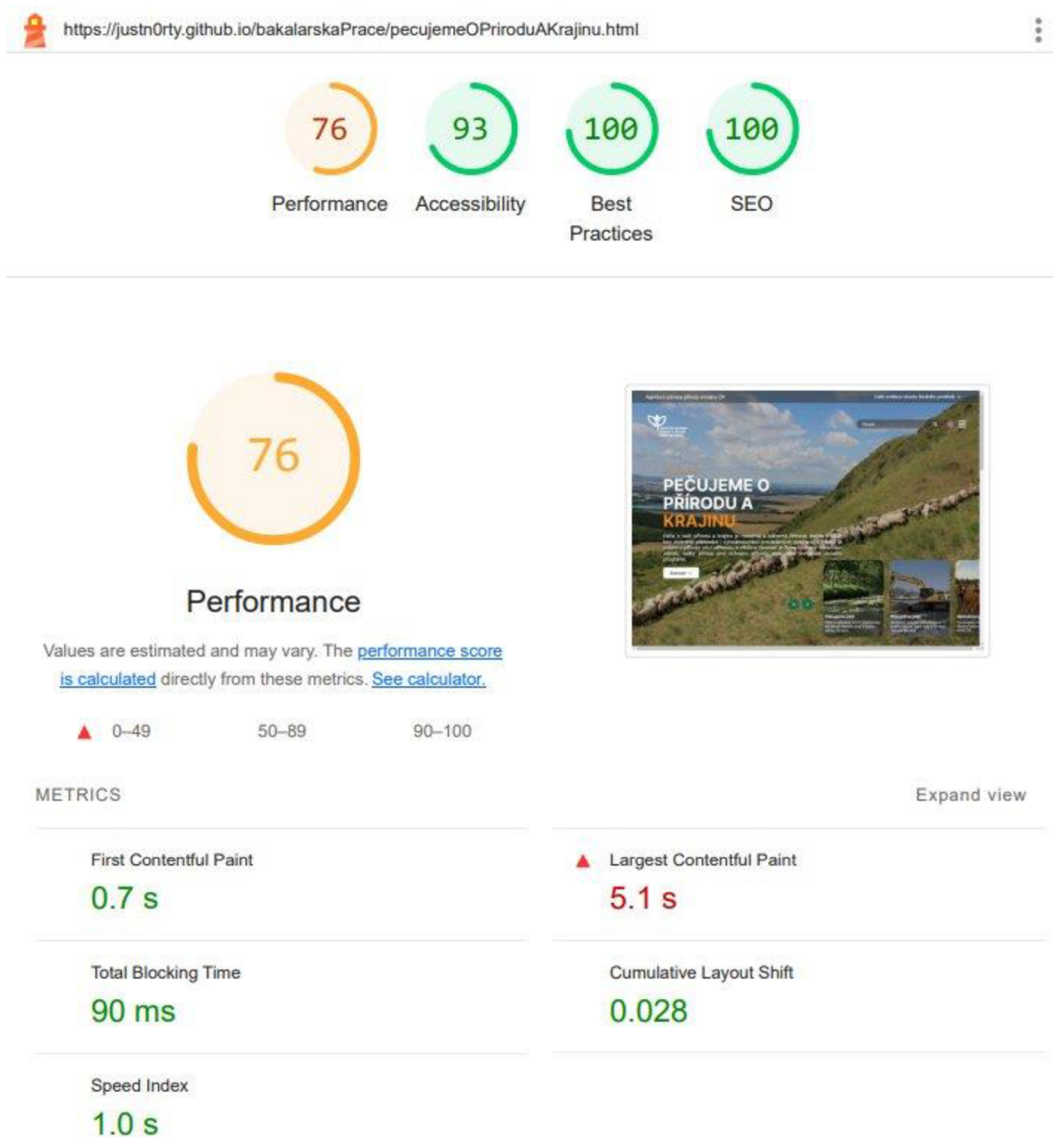 https://justn0rty.github.io/bakalarskaPrace/pecujemeOPriroduAKrajinu.html
76
93
100
100
Performance
Accessibility
Best
Practices
SEO
76
Performance
Values are estimated and may vary. The performance score
is calculated directly from these metrics. See calculator.
0–49
50–89
90–100
PEČUJEME O
PŘÍRODU A
KRAJINU
METRICS
Expand view
First Contentful Paint
0.7 s
Largest Contentful Paint
5.1 s
Total Blocking Time
90 ms
Cumulative Layout Shift
0.028
Speed Index
1.0 s